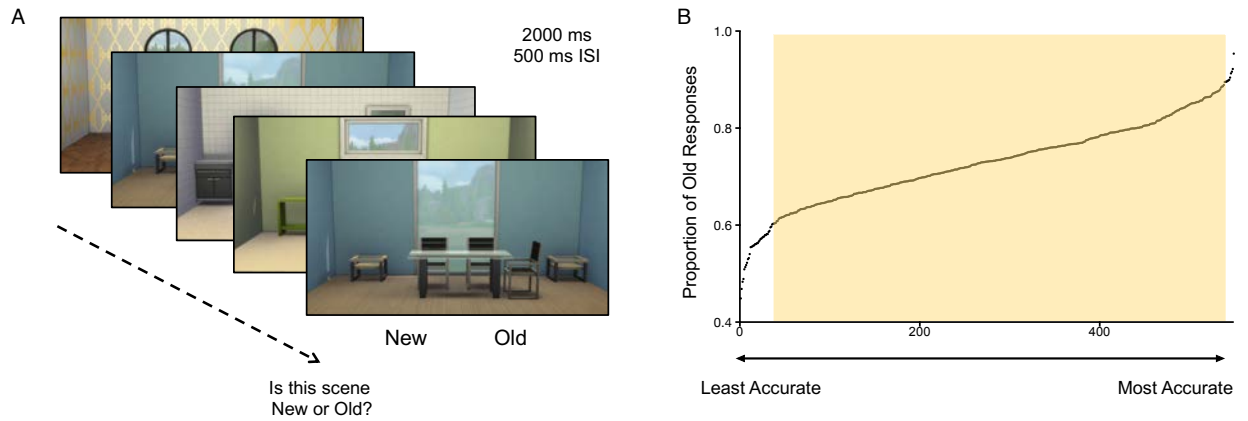 A
2000 ms
500 ms ISI
New
Old
Is this scene
New or Old?
B
Proportion of Old Responses
1.0
0.8
0.6
0.4
0
200
400
Least Accurate
Most Accurate